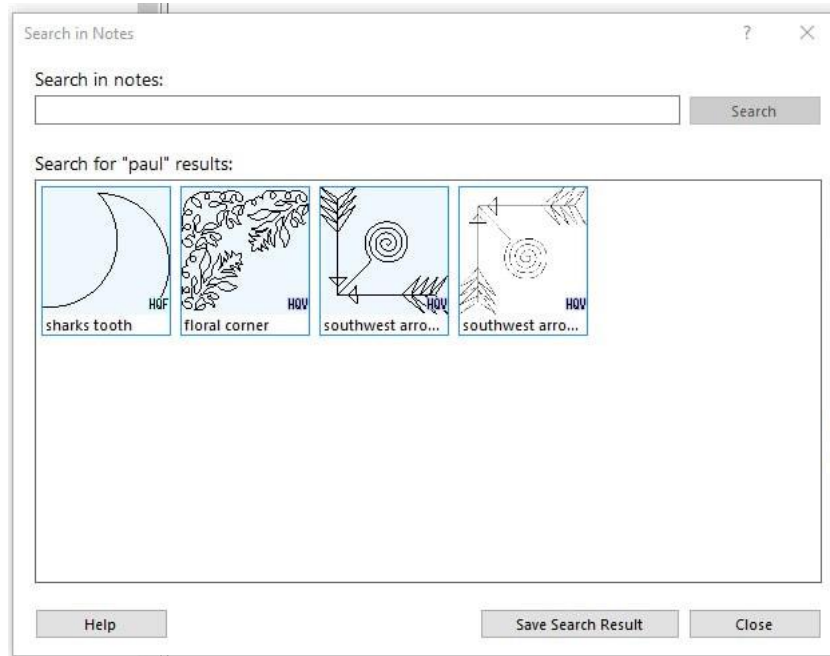 Search in Notes ?
Search in notes:
Search
Search for "paul" results:
HQF HQV HQV HQV
sharks tooth floral corner southwest arro... southwest arro...
Help Save Search Result Close